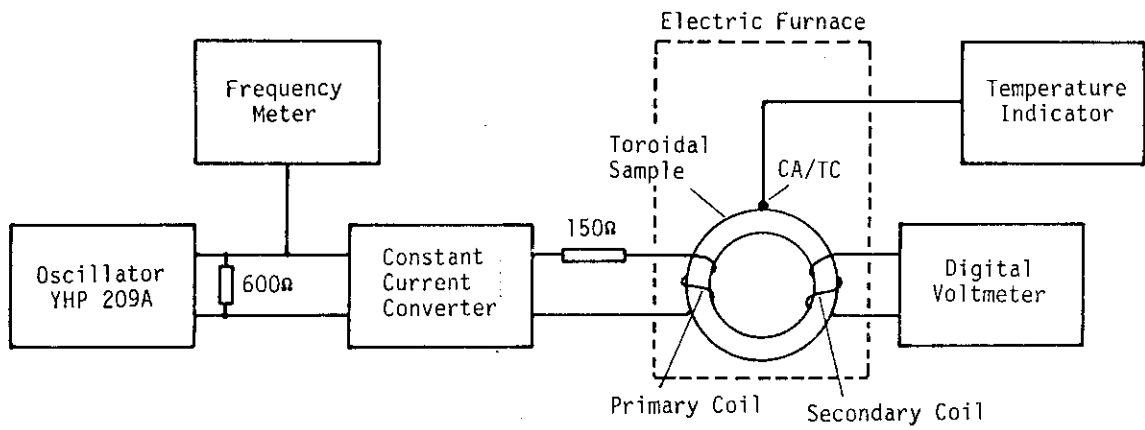 Electric Furnace
Frequency
Meter
Temperature
Indicator
Toroidal
Sample
CA/TC
150Ω
Oscillator
YHP 209A
600Ω
Constant
Current
Converter
Digital
Voltmeter
Primary Coil
Secondary Coil